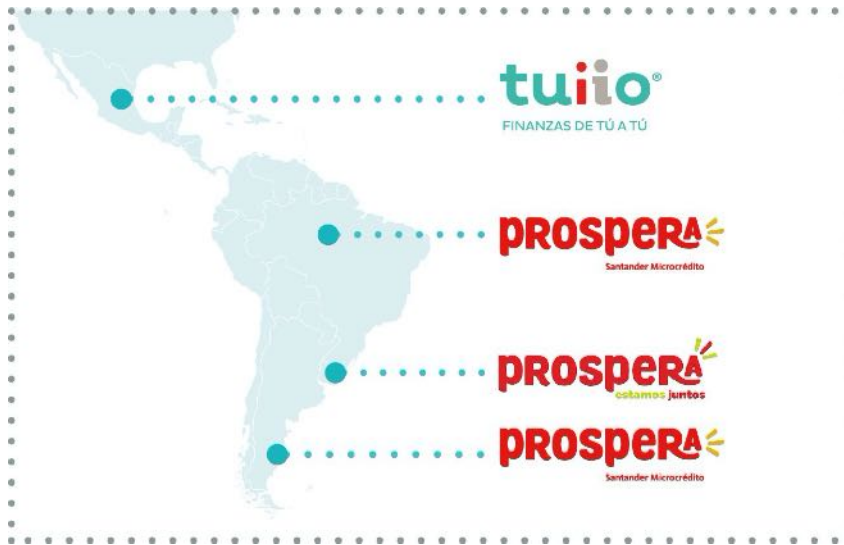 tuiio®
FINANZAS DE TÚ A TÚ
PROSPERA
Santander Microcrédito
PROSPERA
estamos juntos
PROSPERA
Santander Microcrédito